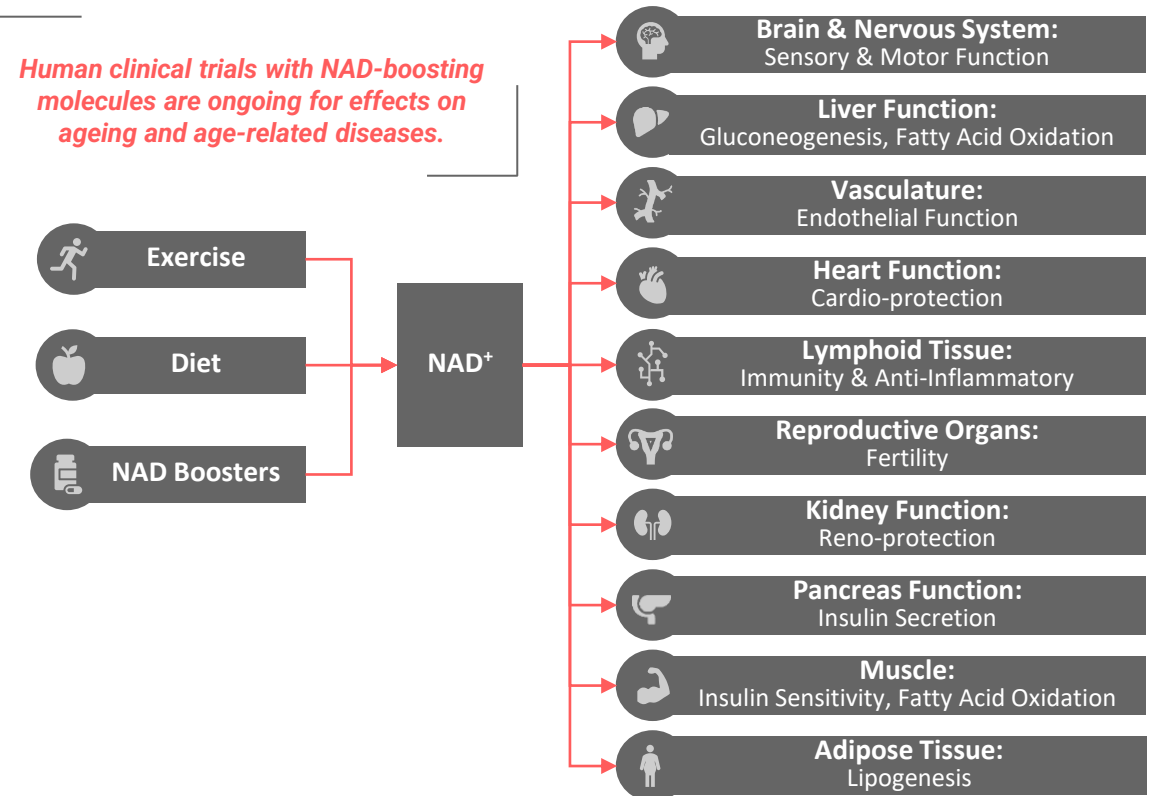 Human clinical trials with NAD-boosting
molecules are ongoing for effects on
ageing and age-related diseases.
Exercise
Diet
NAD Boosters
NAD⁺
Brain & Nervous System:
Sensory & Motor Function
Liver Function:
Gluconeogenesis, Fatty Acid Oxidation
Vasculature:
Endothelial Function
Heart Function:
Cardio-protection
Lymphoid Tissue:
Immunity & Anti-Inflammatory
Reproductive Organs:
Fertility
Kidney Function:
Reno-protection
Pancreas Function:
Insulin Secretion
Muscle:
Insulin Sensitivity, Fatty Acid Oxidation
Adipose Tissue:
Lipogenesis